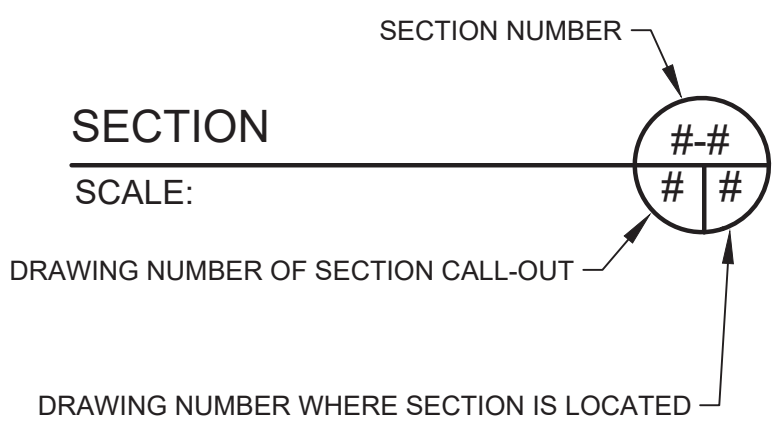 SECTION NUMBER
SECTION
#-#
SCALE:
# #
DRAWING NUMBER OF SECTION CALL-OUT
DRAWING NUMBER WHERE SECTION IS LOCATED